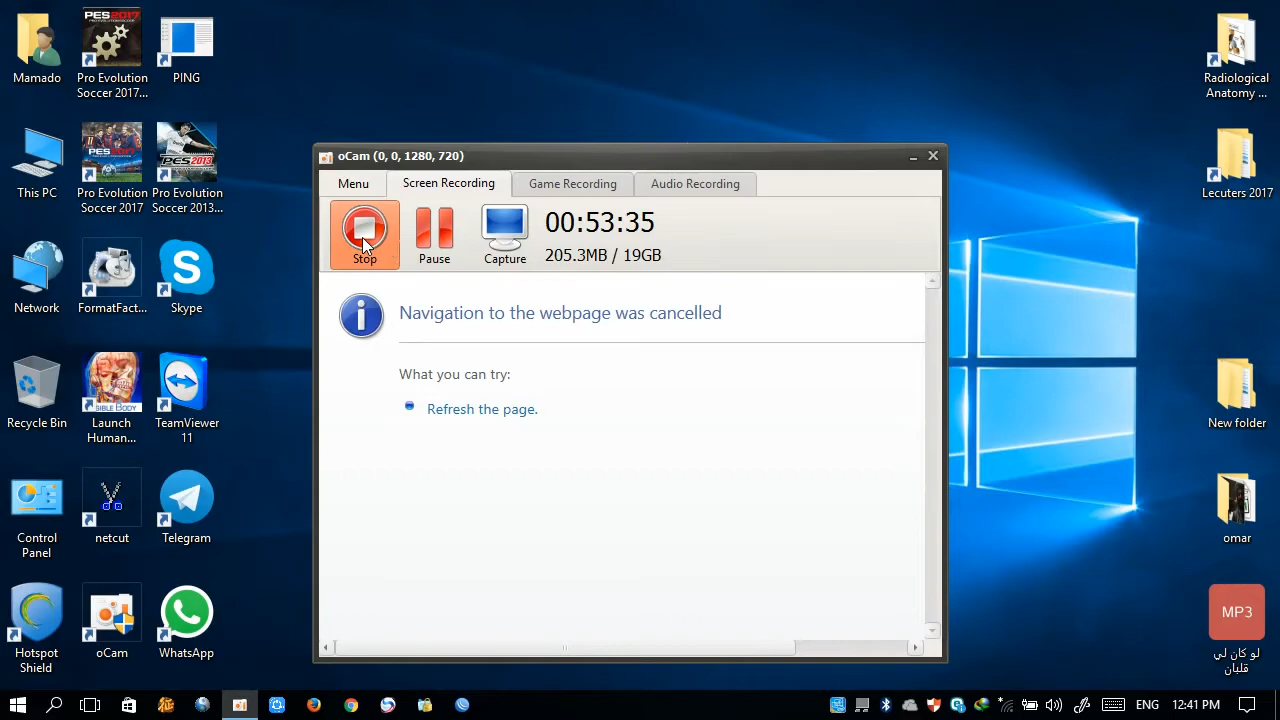 Mamado
PES2017
Pro Evolution
Soccer 2017...
PING
This PC
Pro Evolution
Soccer 2017
PES2013
Pro Evolution
Soccer 2013...
Network
FormatFact...
Skype
Recycle Bin
Launch
Human...
TeamViewer
11
Control
Panel
netcut
Telegram
Hotspot
Shield
oCam
WhatsApp
oCam (0, 0, 1280, 720)
Menu
Screen Recording
Game Recording
Audio Recording
Stop
Pause
Capture
00:53:35
205.3MB / 19GB
Navigation to the webpage was cancelled
What you can try:
Refresh the page.
Radiological
Anatomy ...
Lecuters 2017
New folder
omar
MP3
لو كان لي
قلبان
ENG
12:41 PM